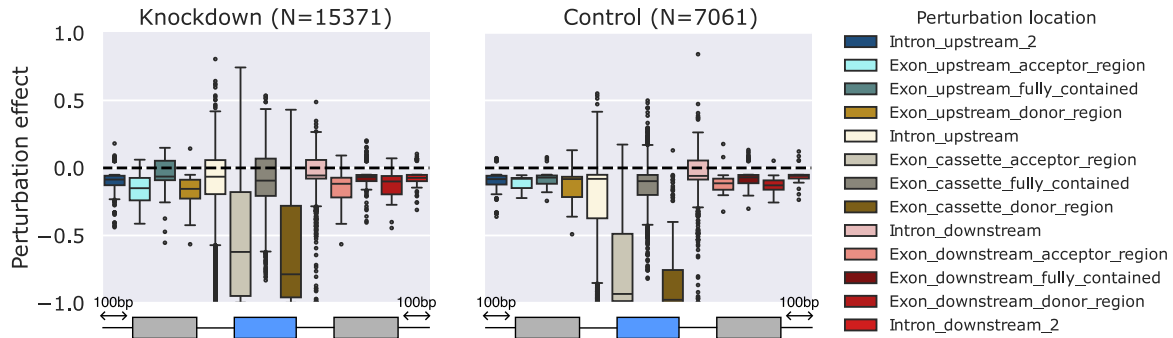 Knockdown (N=15371)
Control (N=7061)
Perturbation location
Perturbation effect
1.0
0.5
0.0
−0.5
−1.0
100bp
100bp
100bp
100bp
Intron_upstream_2
Exon_upstream_acceptor_region
Exon_upstream_fully_contained
Exon_upstream_donor_region
Intron_upstream
Exon_cassette_acceptor_region
Exon_cassette_fully_contained
Exon_cassette_donor_region
Intron_downstream
Exon_downstream_acceptor_region
Exon_downstream_fully_contained
Exon_downstream_donor_region
Intron_downstream_2